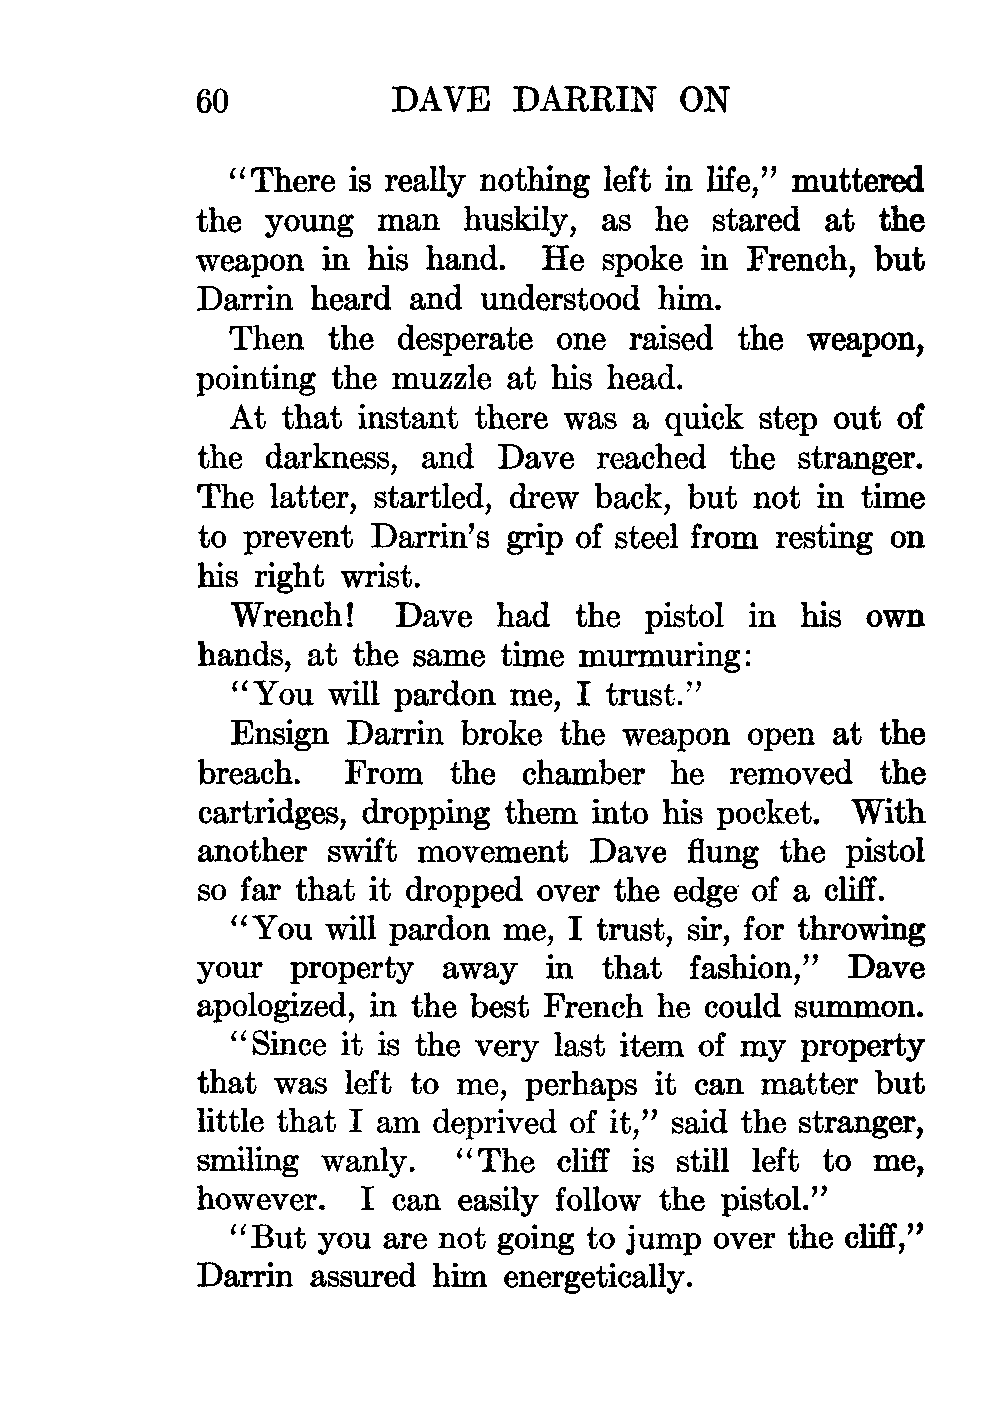 60 DAVE DARRIN ON
“There is really nothing left in life,” muttered
the young man huskily, as he stared at the
weapon in his hand. He spoke in French, but
Darrin heard and understood him.
Then the desperate one raised the weapon,
pointing the muzzle at his head.
At that instant there was a quick step out of
the darkness, and Dave reached the stranger.
The latter, startled, drew back, but not in time
to prevent Darrin’s grip of steel from resting on
his right wrist.
Wrench! Dave had the pistol in his own
hands, at the same time murmuring:
“You will pardon me, I trust.”
Ensign Darrin broke the weapon open at the
breach. From the chamber he removed the
cartridges, dropping them into his pocket. With
another swift movement Dave flung the pistol
so far that it dropped over the edge of a cliff.
“You will pardon me, I trust, sir, for throwing
your property away in that fashion,” Dave
apologized, in the best French he could summon.
“Since it is the very last item of my property
that was left to me, perhaps it can matter but
little that I am deprived of it,” said the stranger,
smiling wanly. “The cliff is still left to me,
however. I can easily follow the pistol.”
“But you are not going to jump over the cliff,”
Darrin assured him energetically.